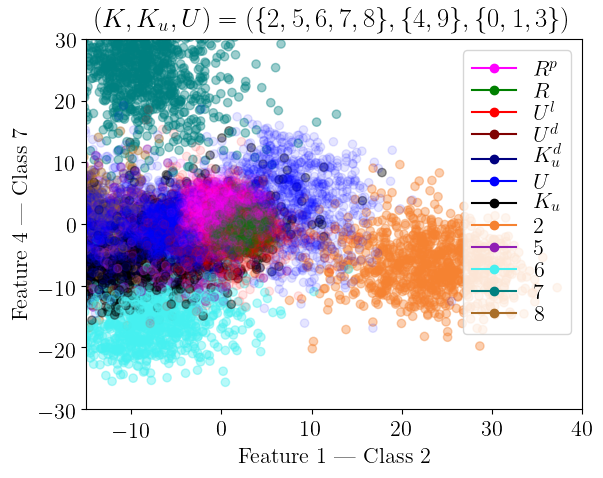 (K, K_u, U) = ({2, 5, 6, 7, 8}, {4, 9}, {0, 1, 3})
30
20
10
0
−10
−20
−30
−10
0
10
20
30
40
Feature 4 — Class 7
Feature 1 — Class 2
R^p
R
U^l
U^d
K_u^d
U
K_u
2
5
6
7
8